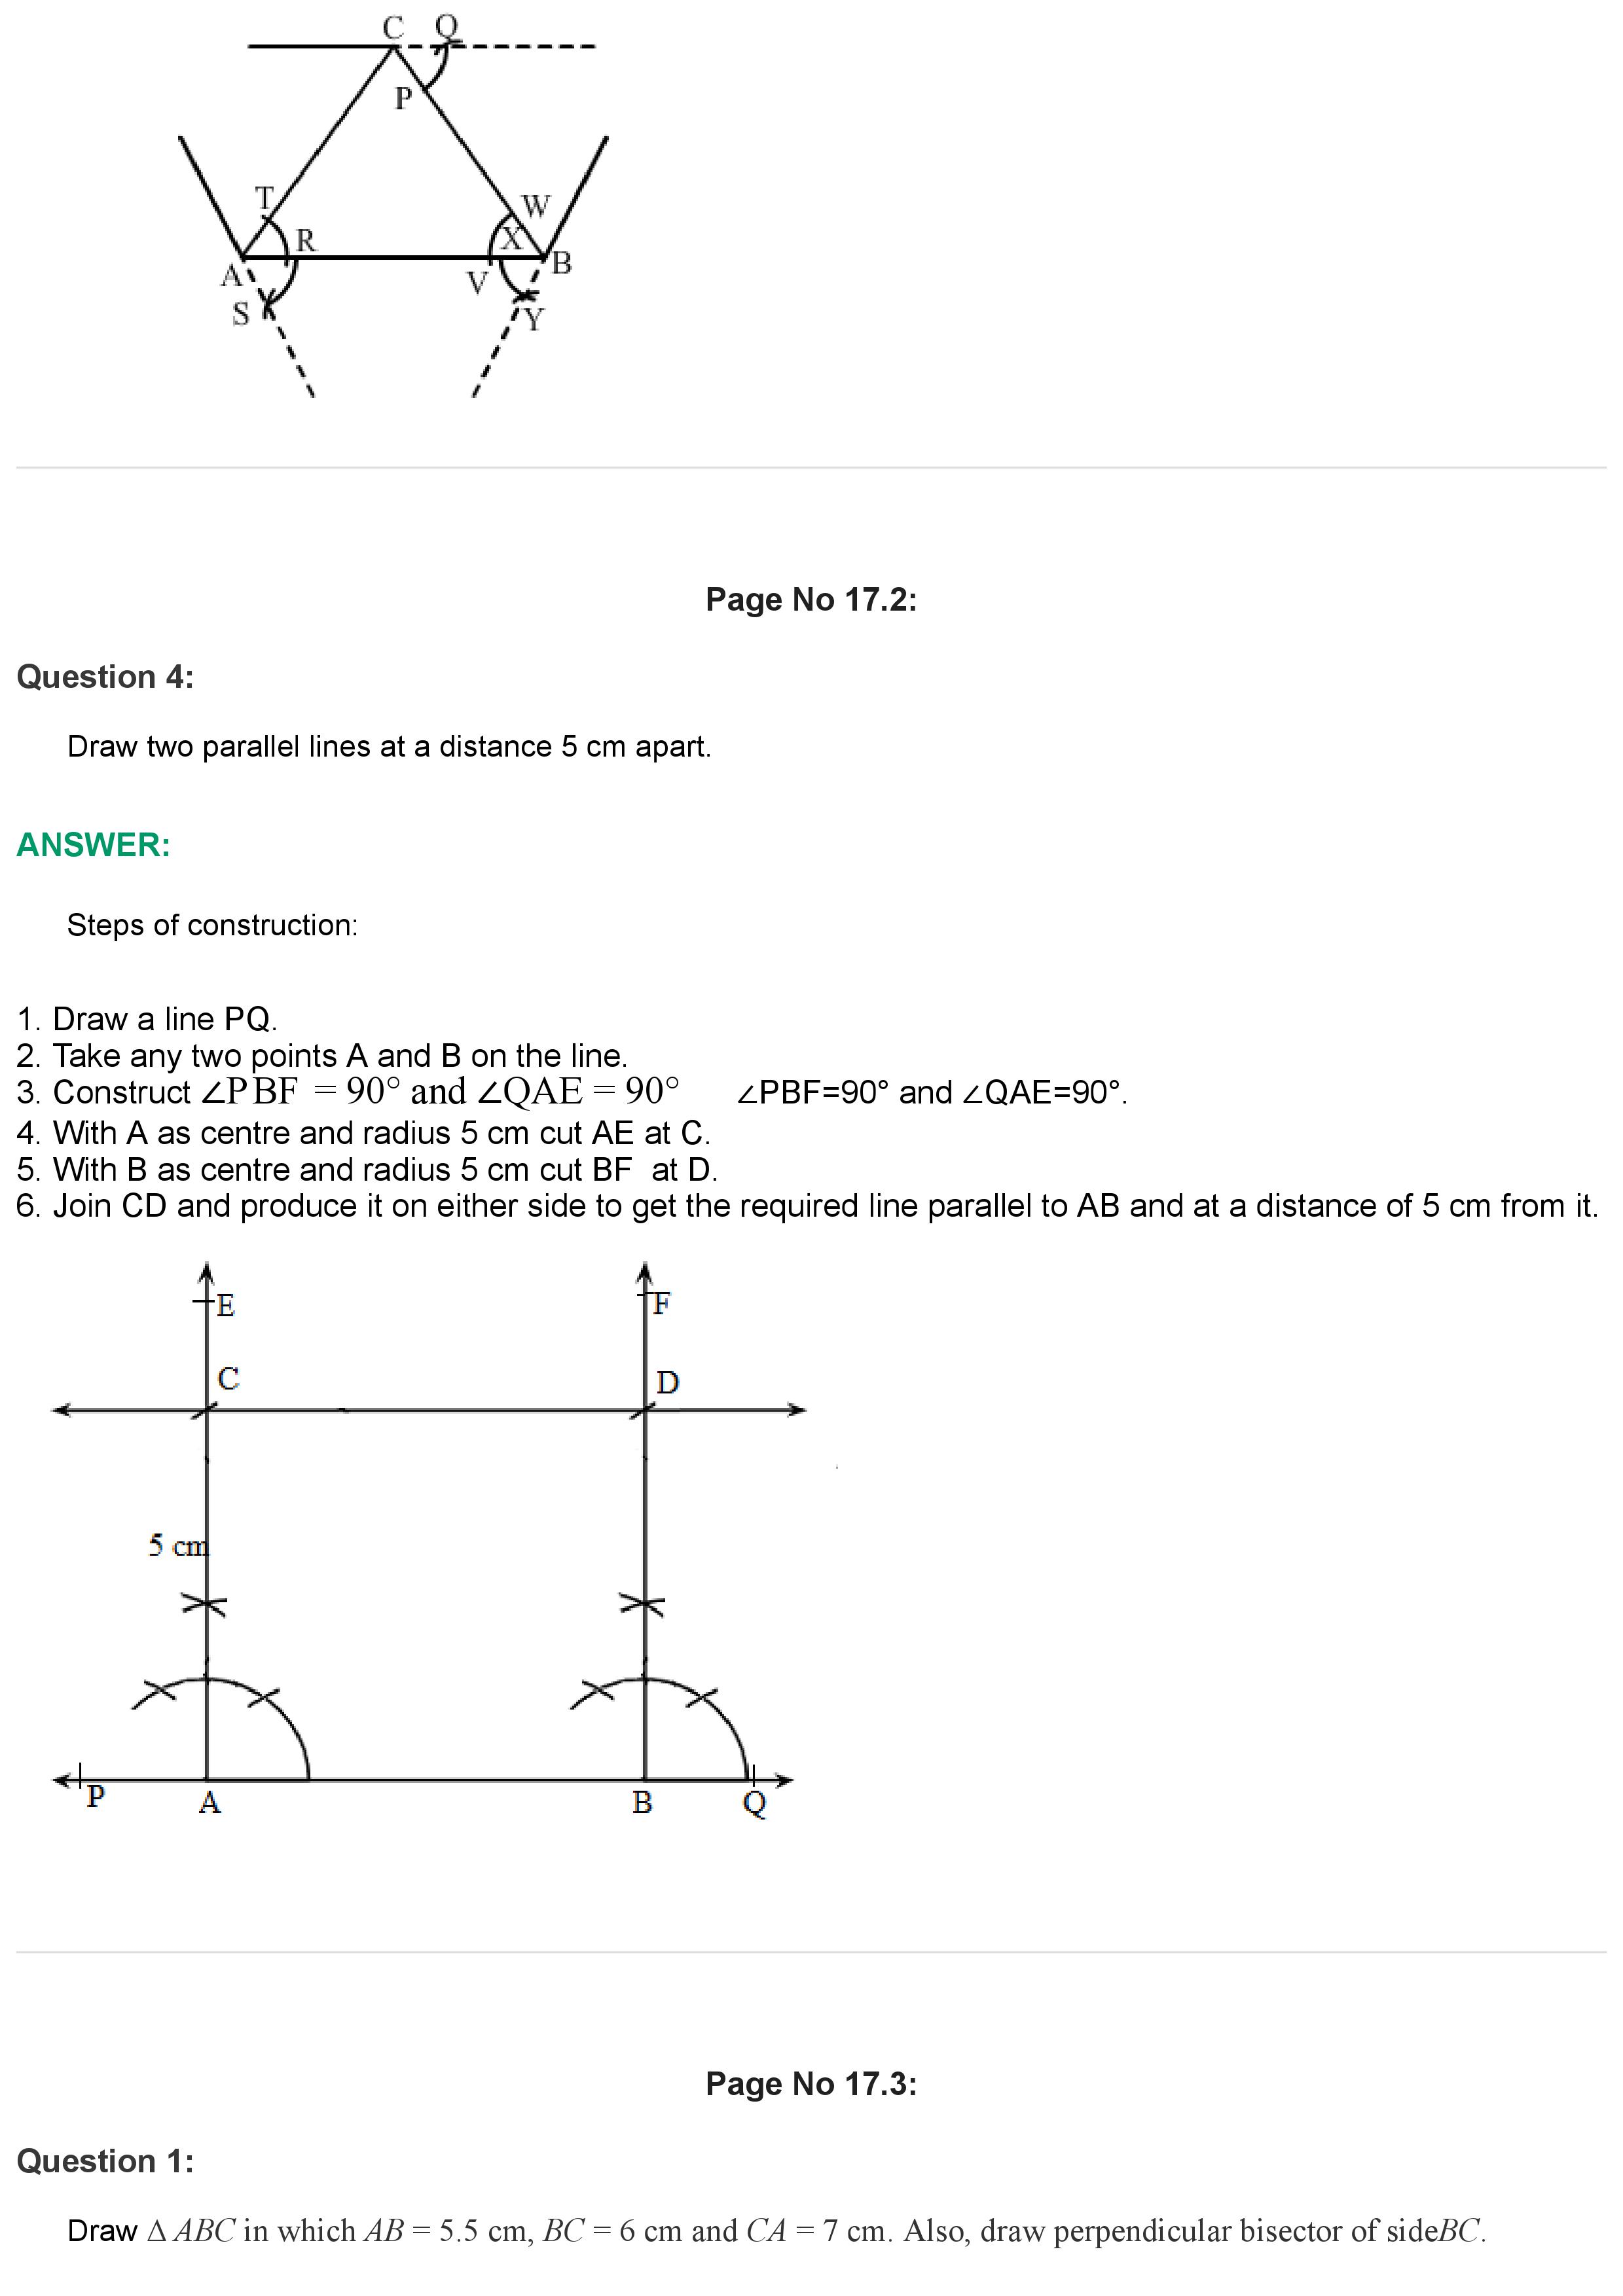 C Q
P
T
W
R
X
A
B
V
S
Y
Page No 17.2:
Question 4:
Draw two parallel lines at a distance 5 cm apart.
ANSWER:
Steps of construction:
1. Draw a line PQ.
2. Take any two points A and B on the line.
3. Construct ∠PBF = 90° and ∠QAE = 90° ∠PBF=90° and ∠QAE=90°.
4. With A as centre and radius 5 cm cut AE at C.
5. With B as centre and radius 5 cm cut BF at D.
6. Join CD and produce it on either side to get the required line parallel to AB and at a distance of 5 cm from it.
E F
C D
5 cm
P A B Q
Page No 17.3:
Question 1:
Draw Δ ABC in which AB = 5.5 cm, BC = 6 cm and CA = 7 cm. Also, draw perpendicular bisector of sideBC.